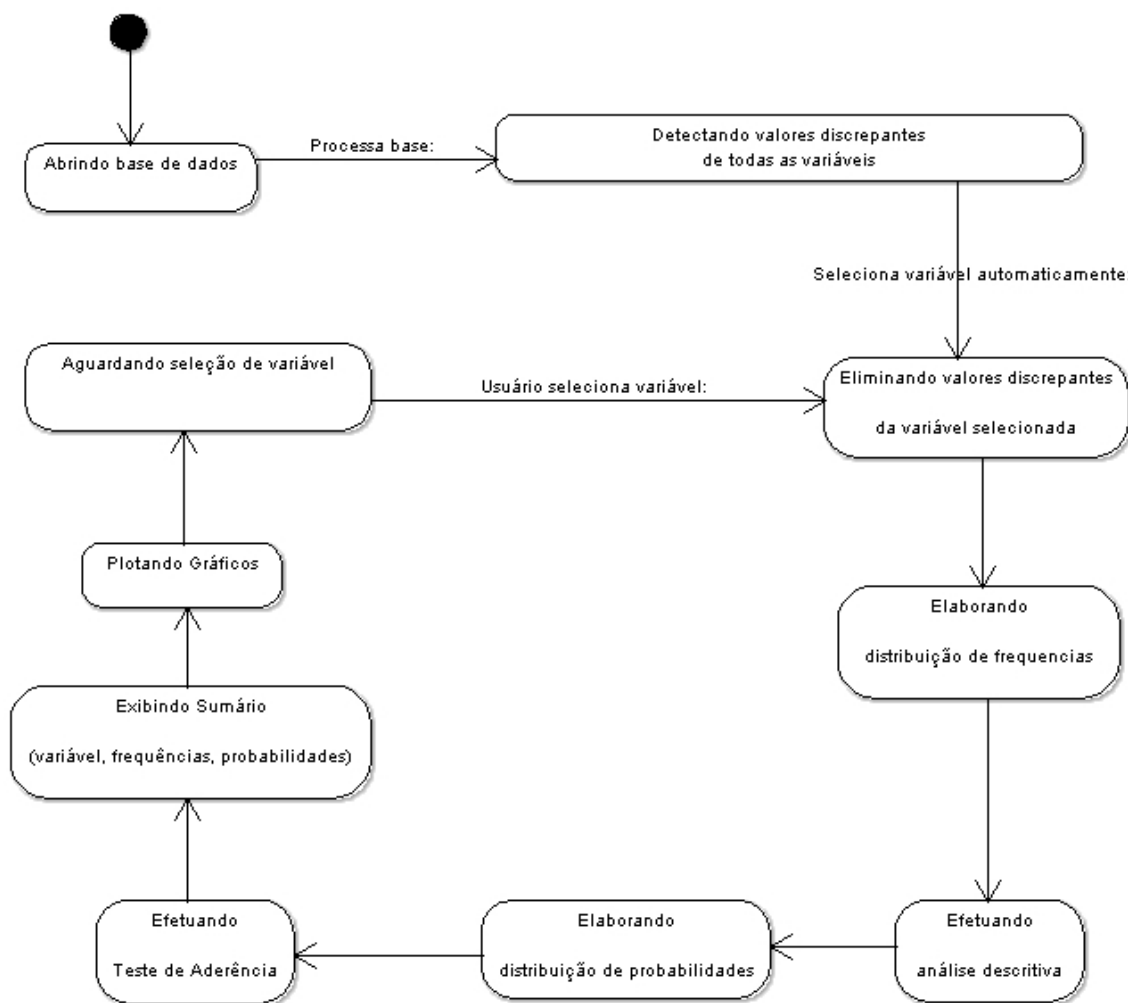 Abrindo base de dados
Processa base:
Detectando valores discrepantes
de todas as variáveis
Seleciona variável automaticamente:
Aguardando seleção de variável
Usuário seleciona variável:
Eliminando valores discrepantes
da variável selecionada
Plotando Gráficos
Elaborando
distribuição de frequencias
Exibindo Sumário
(variável, frequências, probabilidades)
Efetuando
Teste de Aderência
Elaborando
distribuição de probabilidades
Efetuando
análise descritiva